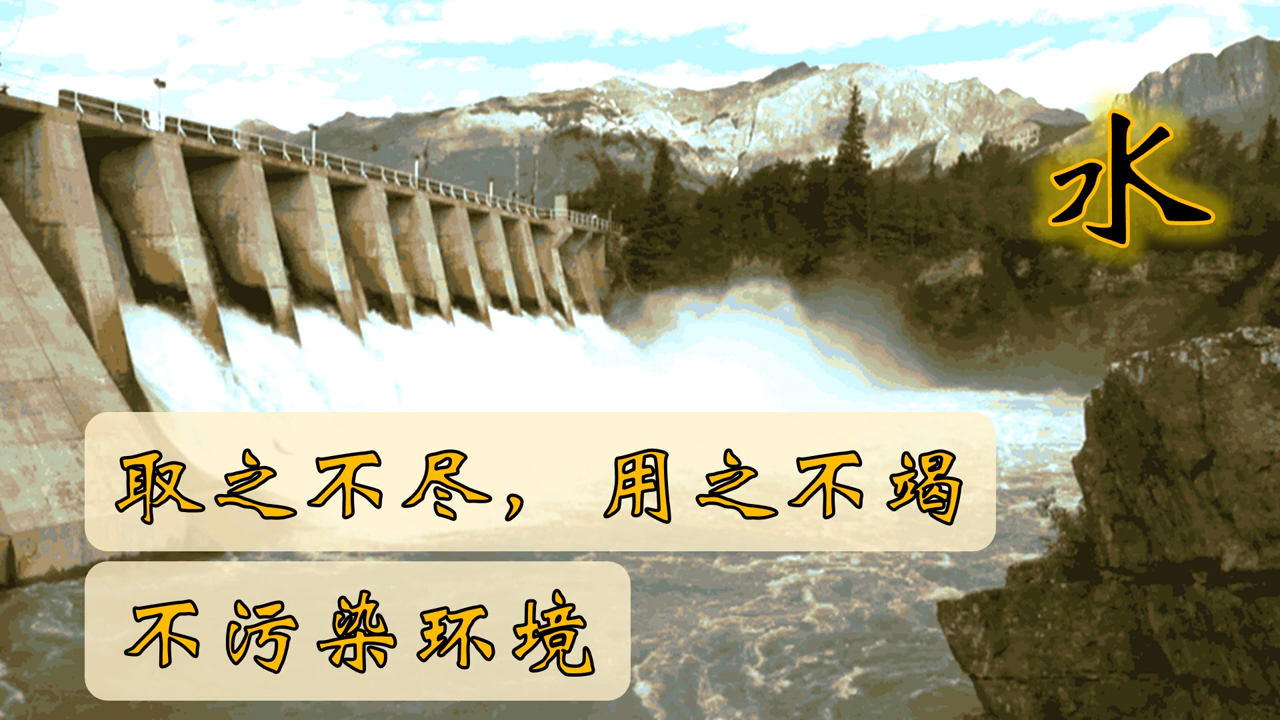 水
取之不尽，用之不竭
不污染环境